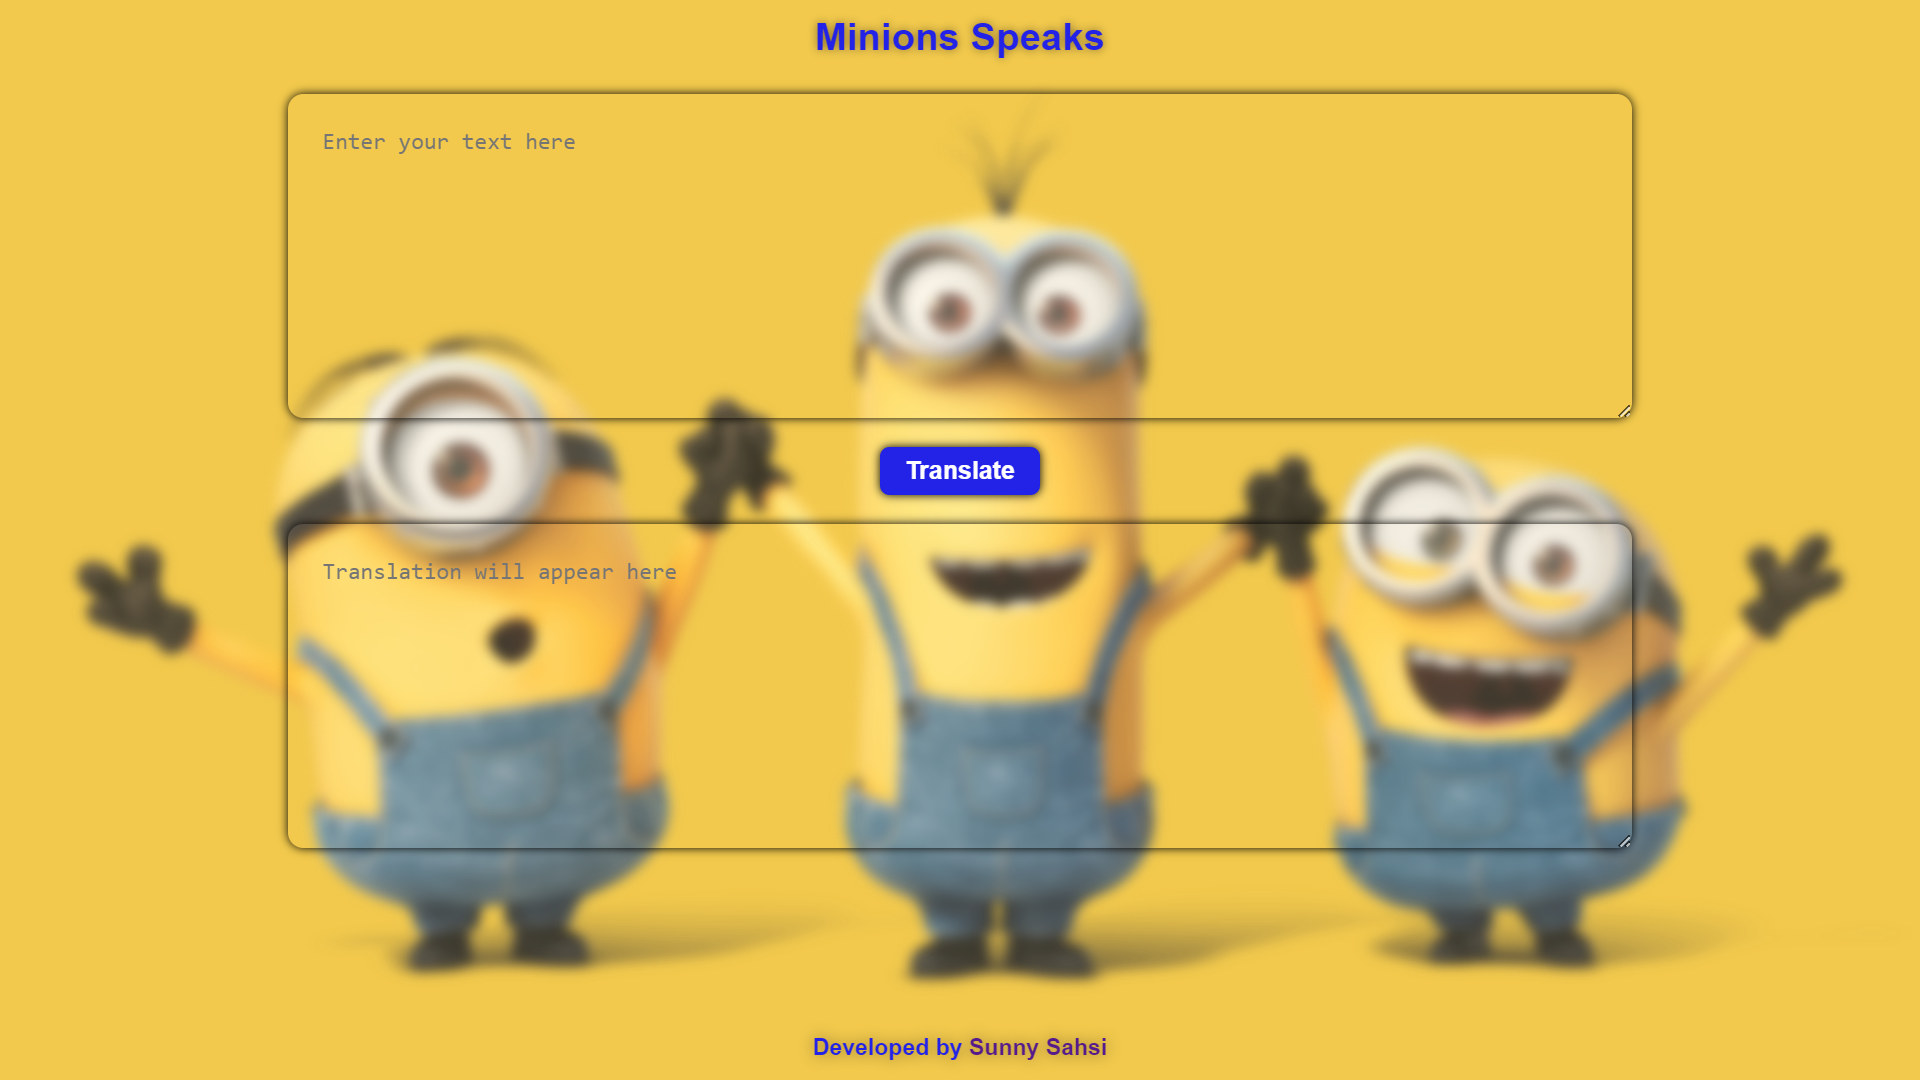 Minions Speaks
Enter your text here
Translate
Translation will appear here
Developed by Sunny Sahsi